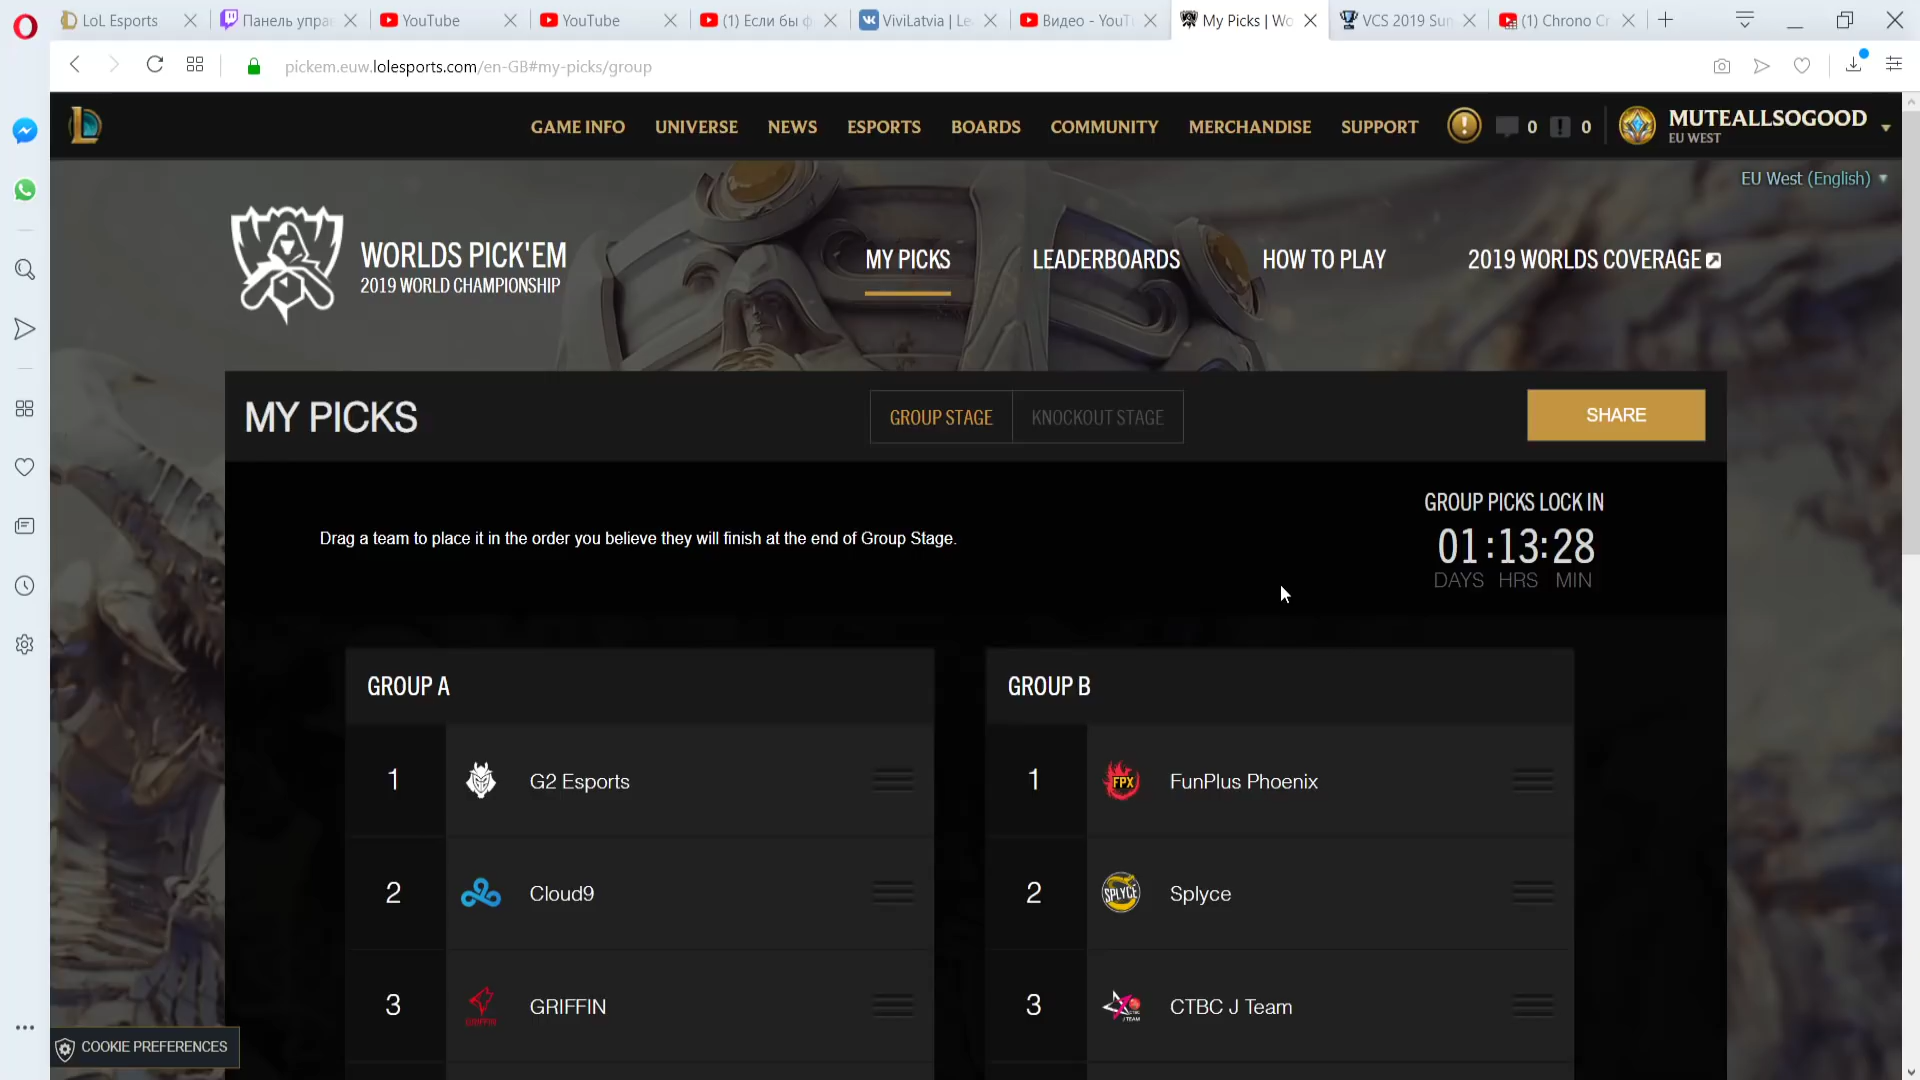 LoL Esports
Панель упра
YouTube
YouTube
(1) Если бы ф
ViviLatvia | Le
Видео - YouT
My Picks | Wo
VCS 2019 Sun
(1) Chrono Cr
pickem.euw.lolesports.com/en-GB#my-picks/group
GAME INFO
UNIVERSE
NEWS
ESPORTS
BOARDS
COMMUNITY
MERCHANDISE
SUPPORT
0
0
MUTEALLSOGOOD
EU WEST
EU West (English)
WORLDS PICK'EM
2019 WORLD CHAMPIONSHIP
MY PICKS
LEADERBOARDS
HOW TO PLAY
2019 WORLDS COVERAGE
MY PICKS
GROUP STAGE
KNOCKOUT STAGE
SHARE
Drag a team to place it in the order you believe they will finish at the end of Group Stage.
GROUP PICKS LOCK IN
01:13:28
DAYS HRS MIN
GROUP A
1 G2 Esports
2 Cloud9
3 GRIFFIN GRIFFIN
GROUP B
1 FPX FunPlus Phoenix
2 SPLYCE Splyce
3 CTBC J Team
COOKIE PREFERENCES